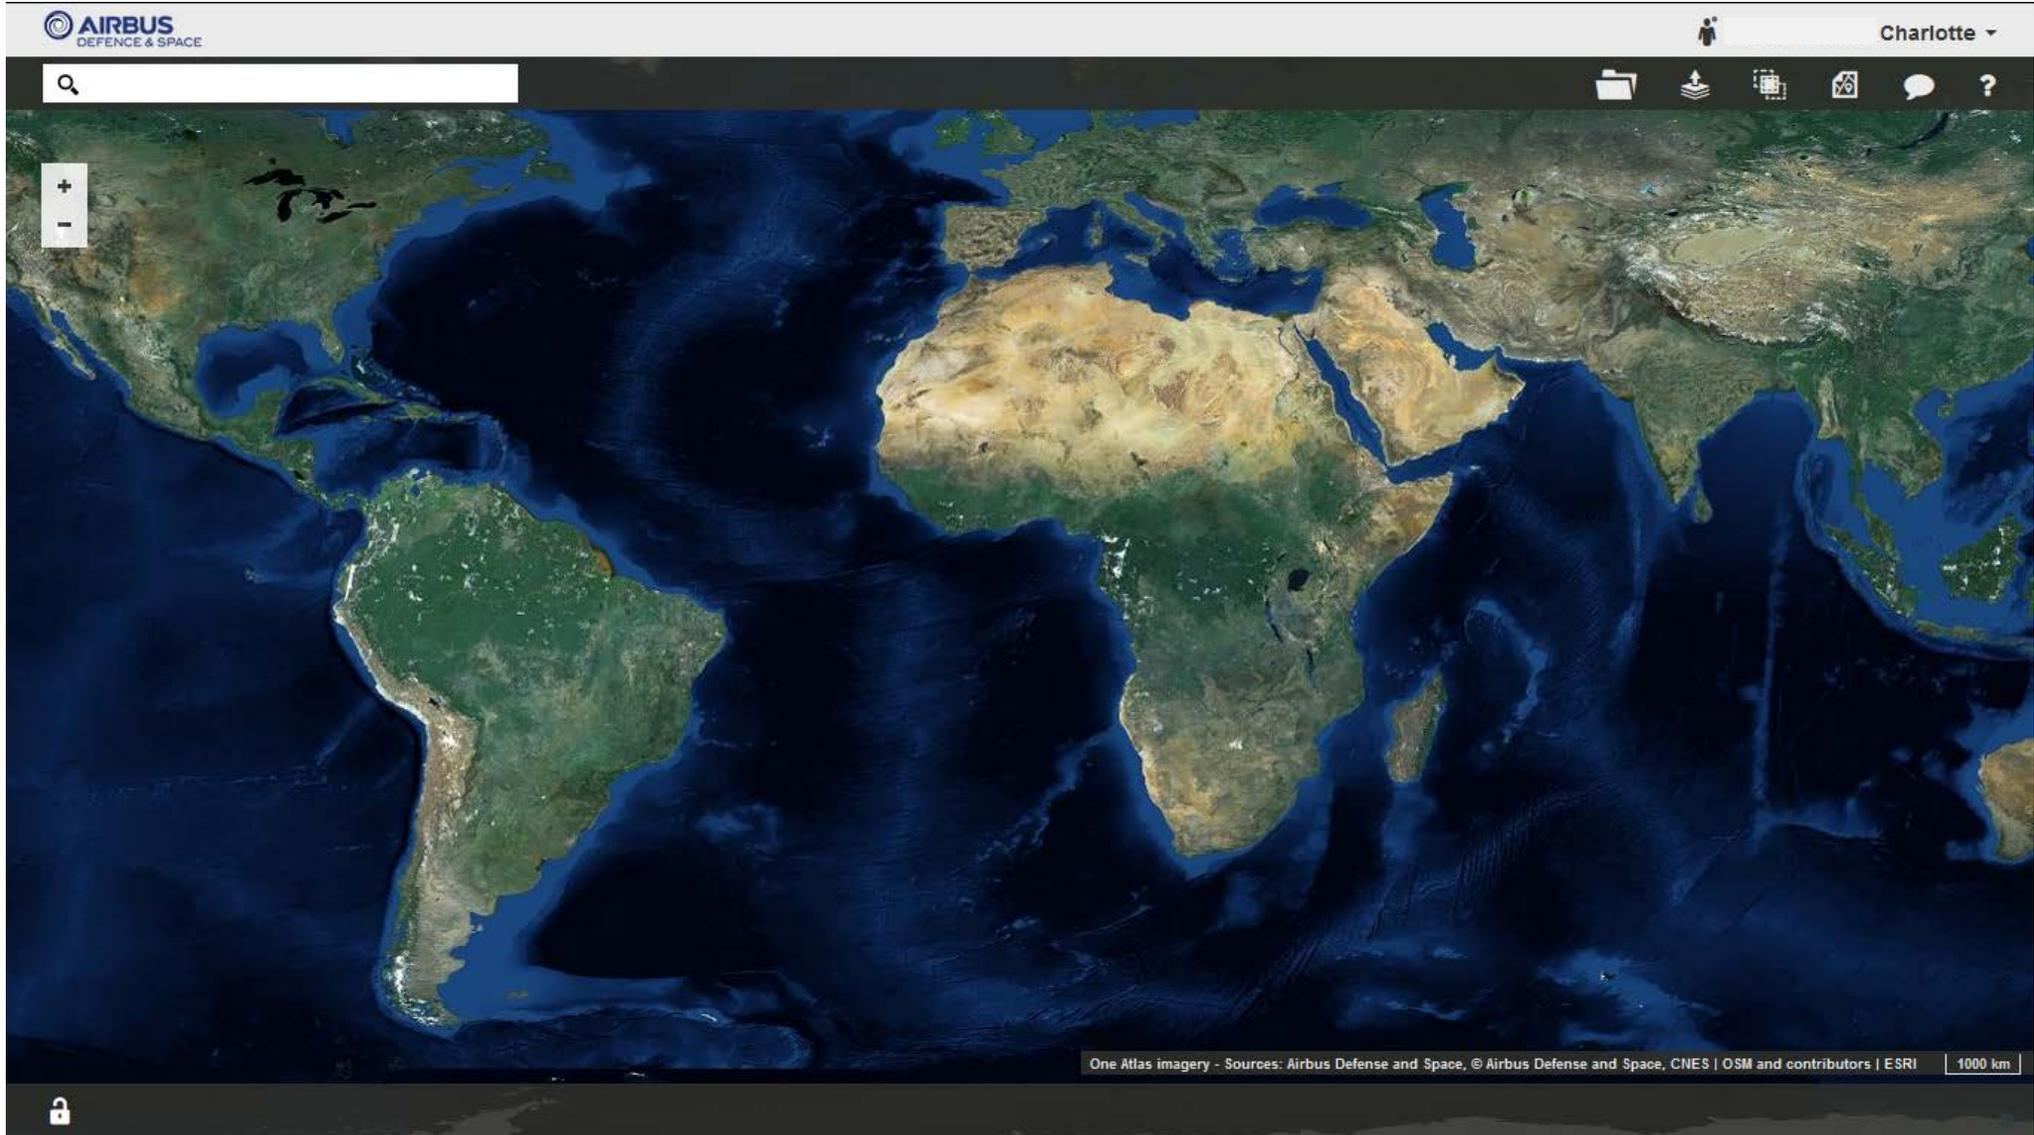 AIRBUS
DEFENCE & SPACE
Charlotte
?
+
−
One Atlas imagery - Sources: Airbus Defense and Space, © Airbus Defense and Space, CNES | OSM and contributors | ESRI
1000 km